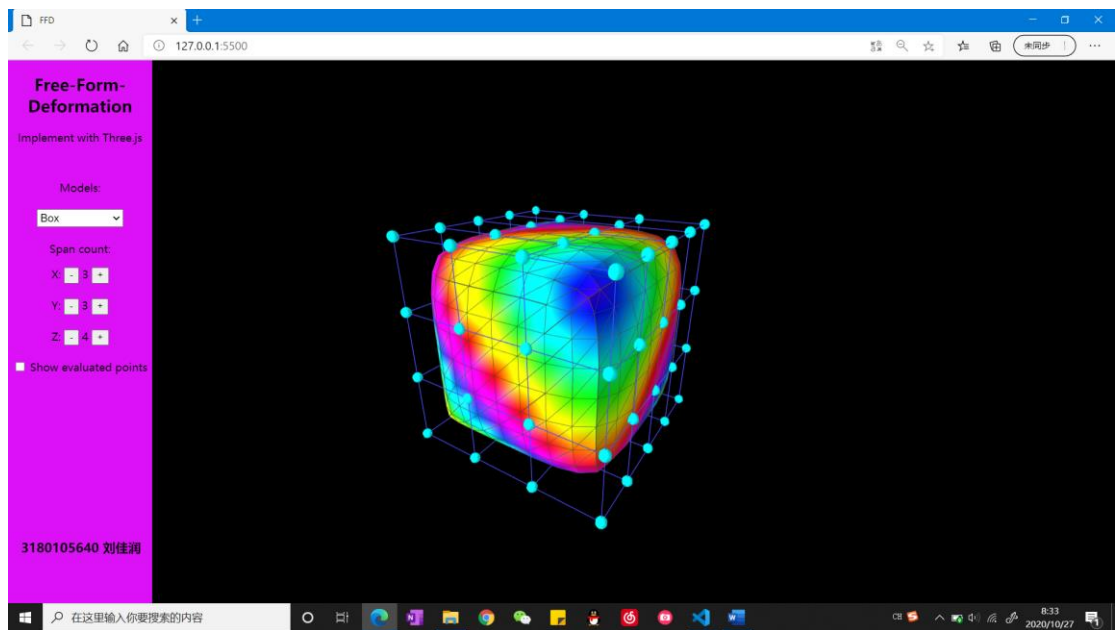 FFD
127.0.0.1:5500
未同步
Free-Form-
Deformation
Implement with Three.js
Models:
Box
Span count:
X: - 3 +
Y: - 3 +
Z: - 4 +
Show evaluated points
3180105640 刘佳润
在这里输入你要搜索的内容
CH
8:33
2020/10/27